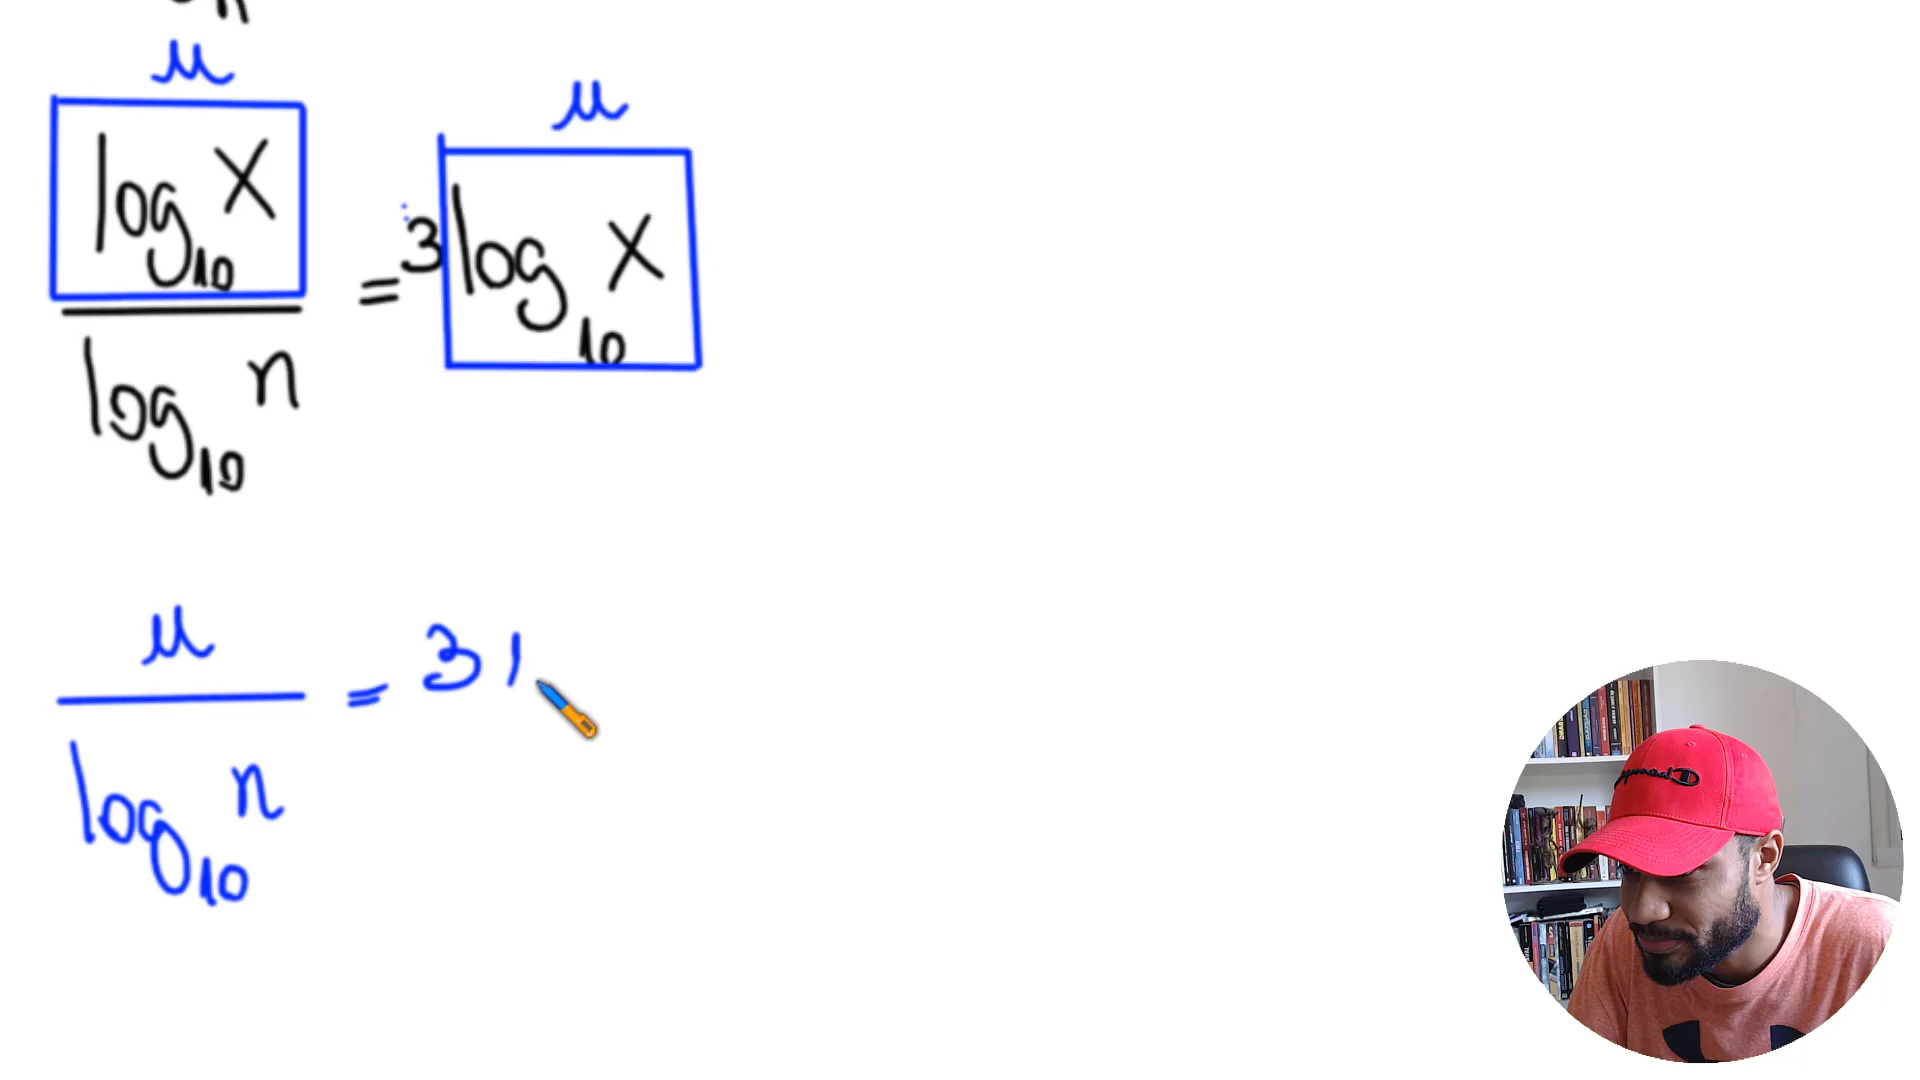 μ μ
log₁₀ x = 3 log₁₀ x
log₁₀ n
μ = 3
log₁₀ n